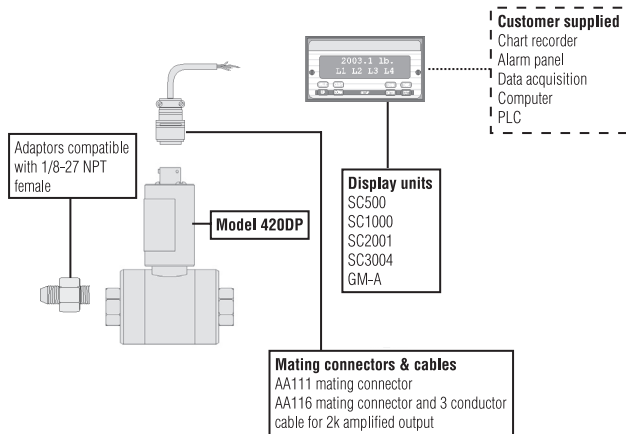 Customer supplied
Chart recorder
Alarm panel
Data acquisition
Computer
PLC
2003.1 lb.
L1 L2 L3 L4
Adaptors compatible
with 1/8-27 NPT
female
Model 420DP
Display units
SC500
SC1000
SC2001
SC3004
GM-A
Mating connectors & cables
AA111 mating connector
AA116 mating connector and 3 conductor
cable for 2k amplified output